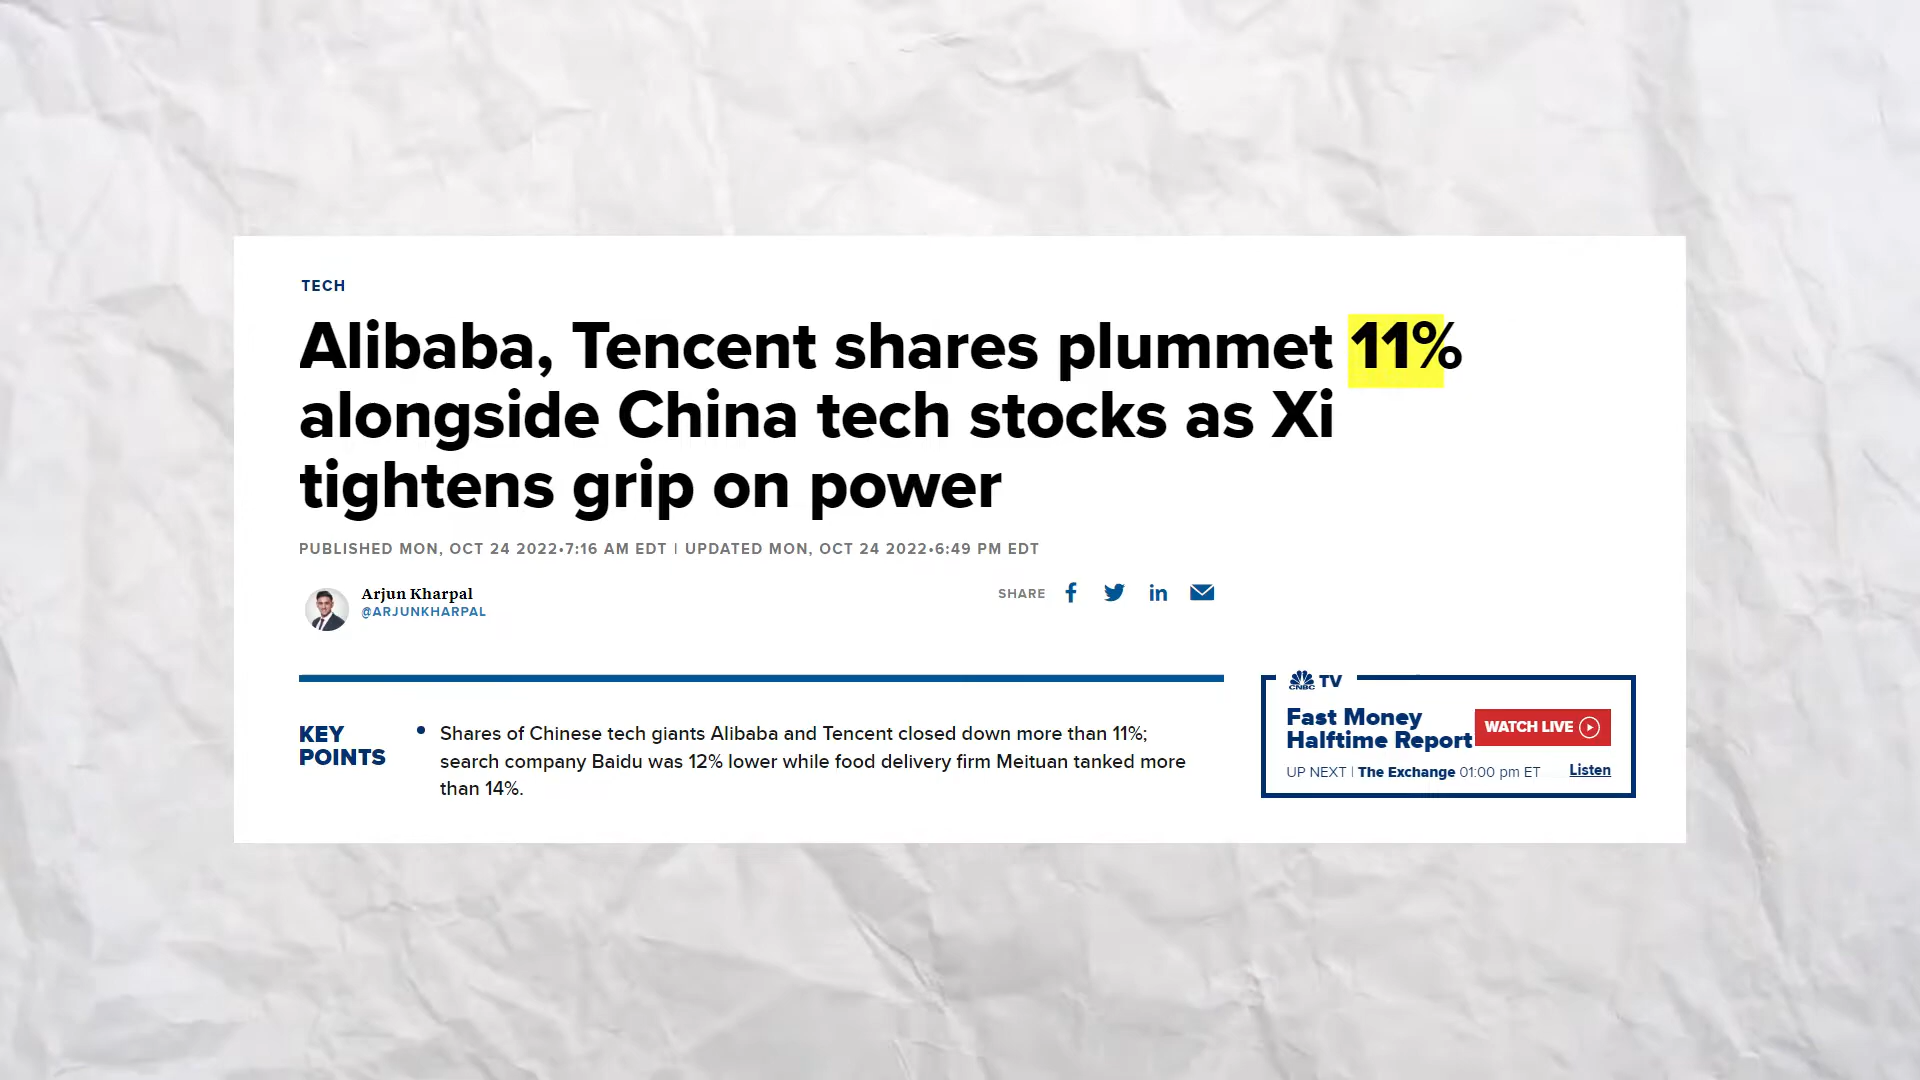 TECH
Alibaba, Tencent shares plummet 11%
alongside China tech stocks as Xi
tightens grip on power
PUBLISHED MON, OCT 24 2022•7:16 AM EDT | UPDATED MON, OCT 24 2022•6:49 PM EDT
Arjun Kharpal
@ARJUNKHARPAL
SHARE
KEY
POINTS
• Shares of Chinese tech giants Alibaba and Tencent closed down more than 11%;
search company Baidu was 12% lower while food delivery firm Meituan tanked more
than 14%.
CNBC TV
Fast Money
Halftime Report
WATCH LIVE
UP NEXT | The Exchange 01:00 pm ET
Listen